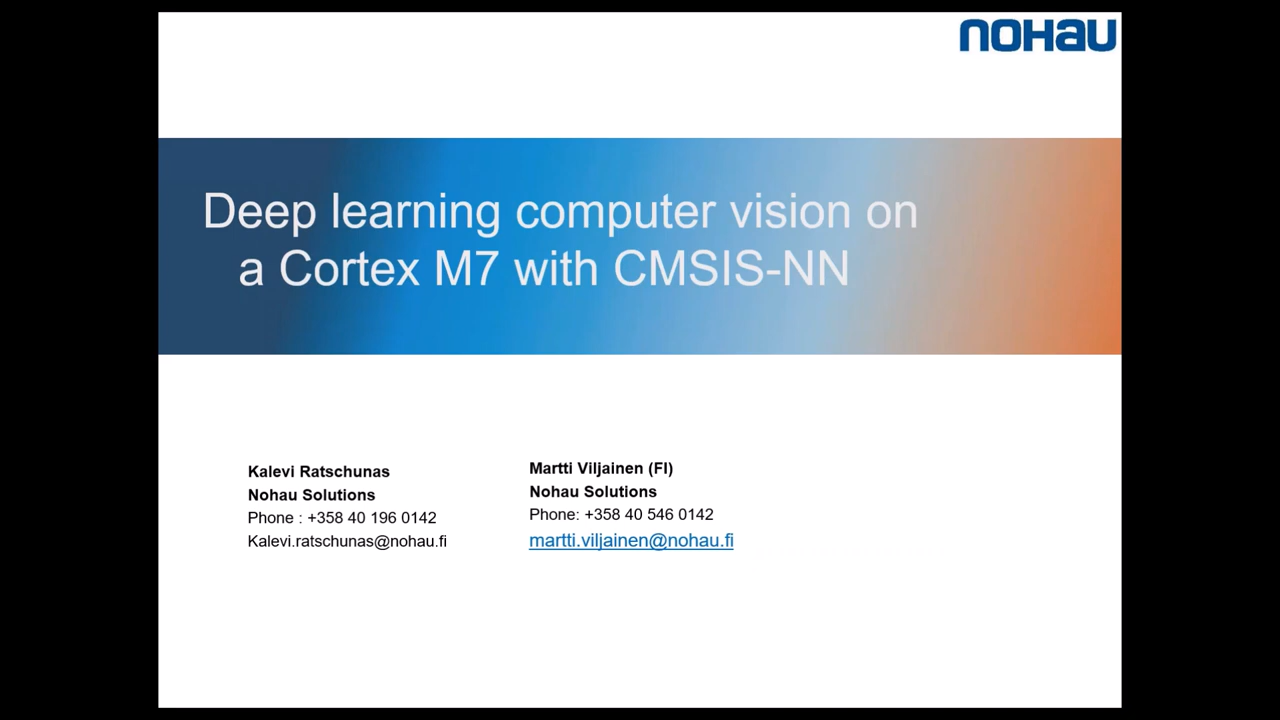 noHau
Deep learning computer vision on
a Cortex M7 with CMSIS-NN
Kalevi Ratschunas
Nohau Solutions
Phone : +358 40 196 0142
Kalevi.ratschunas@nohau.fi
Martti Viljainen (FI)
Nohau Solutions
Phone: +358 40 546 0142
martti.viljainen@nohau.fi